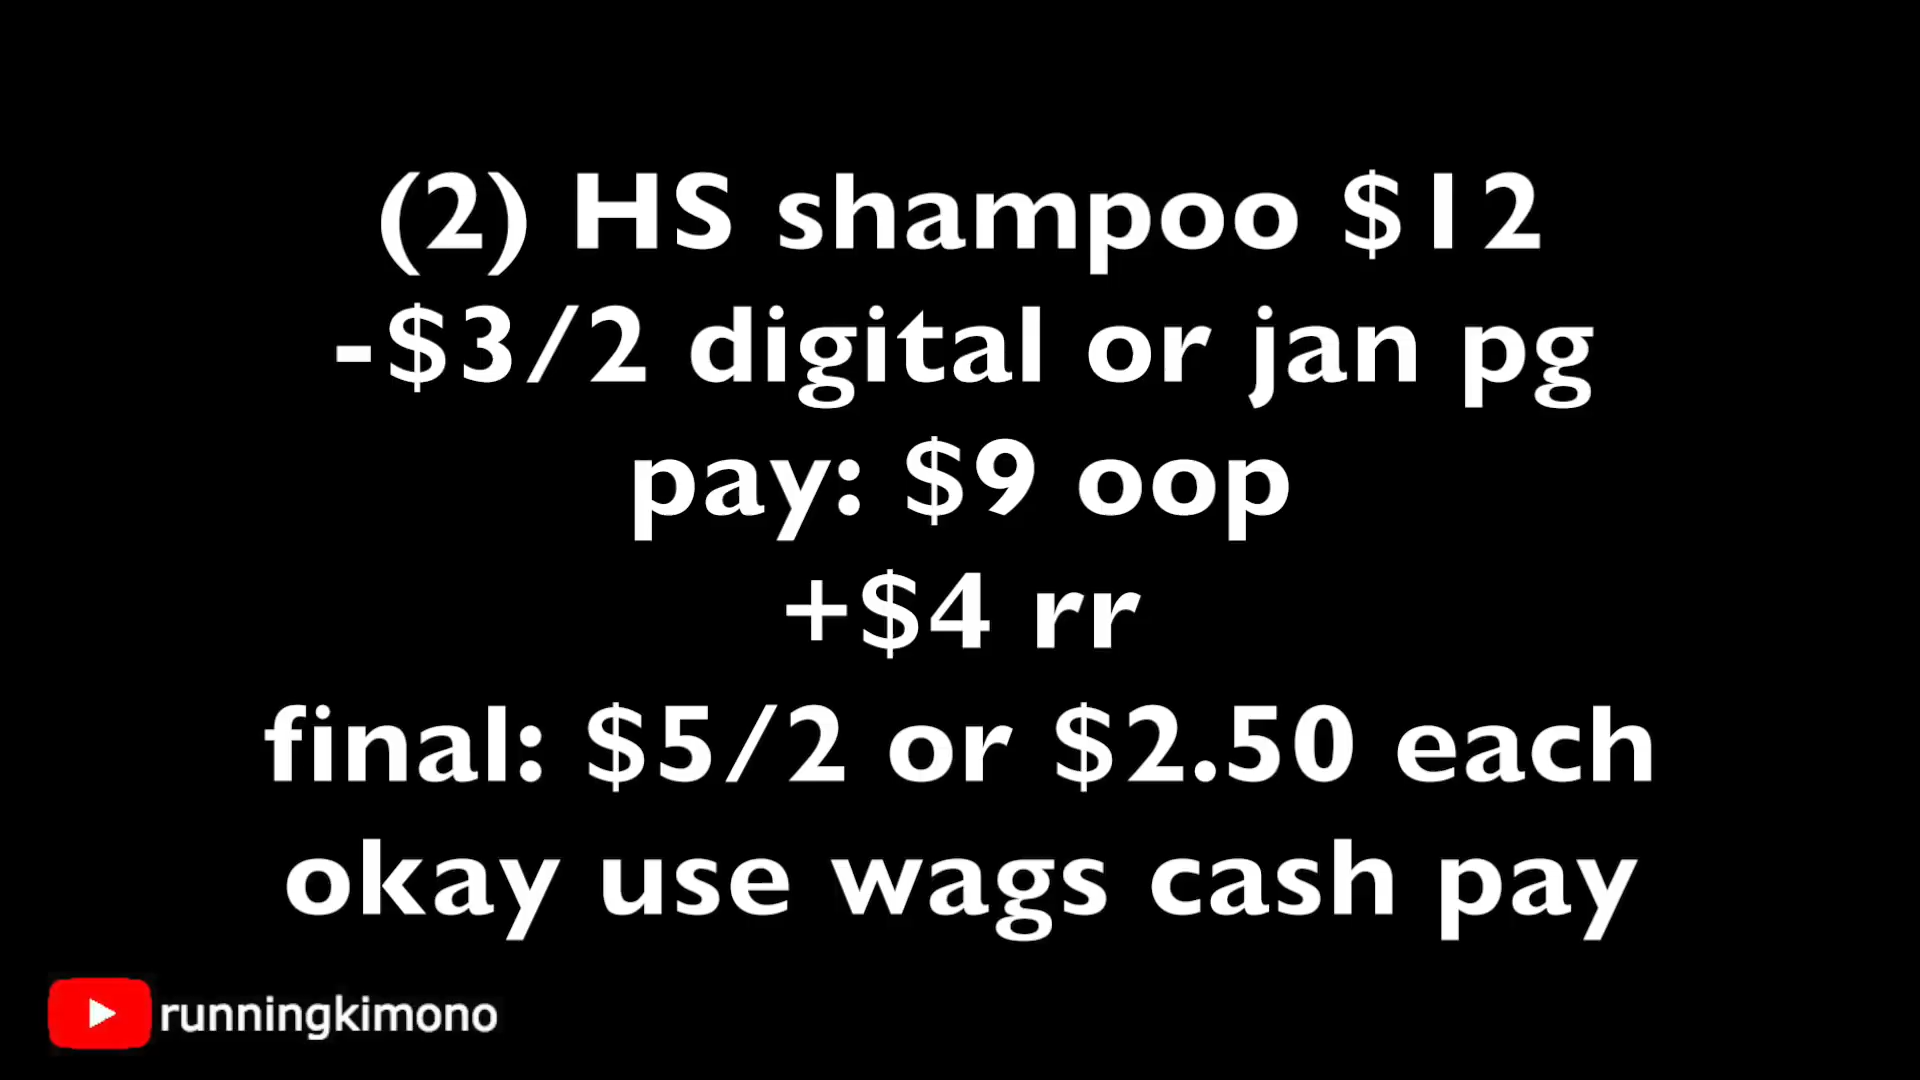 (2) HS shampoo $12
-$3/2 digital or jan pg
pay: $9 oop
+$4 rr
final: $5/2 or $2.50 each
okay use wags cash pay
runningkimono